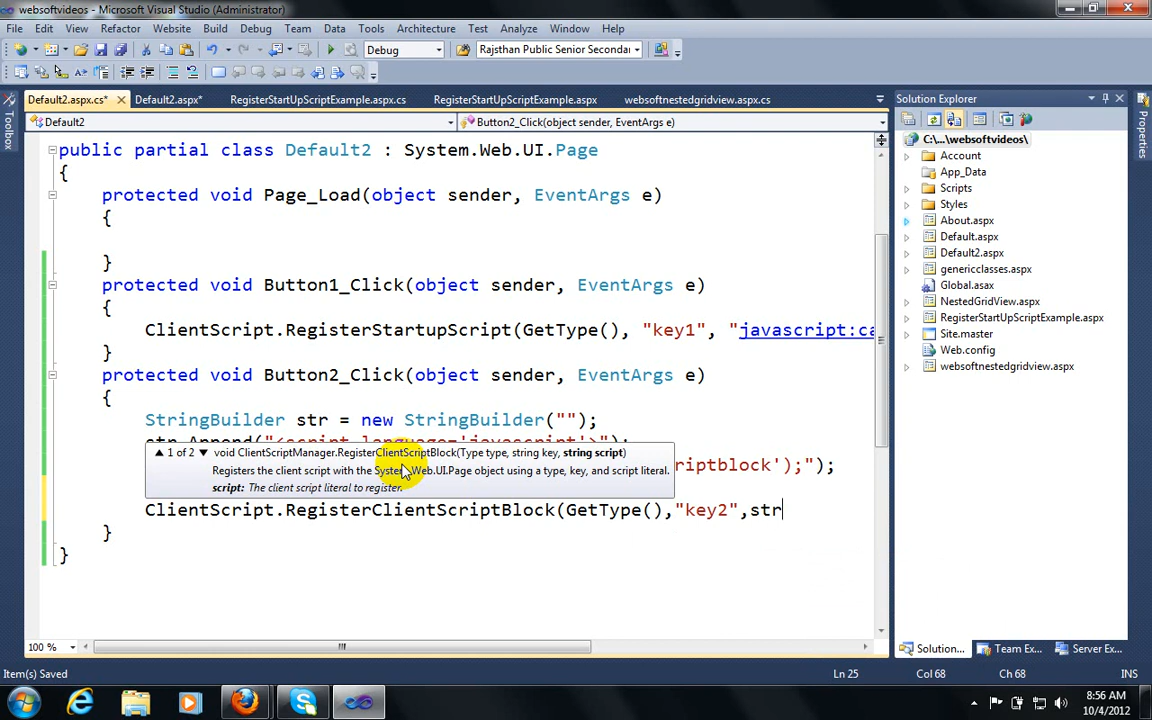 websoftvideos - Microsoft Visual Studio (Administrator)
File Edit View Refactor Website Build Debug Team Data Tools Architecture Test Analyze Window Help
Debug Rajasthan Public Senior Secondar
Default2.aspx.cs* Default2.aspx* RegisterStartUpScriptExample.aspx.cs RegisterStartUpScriptExample.aspx websoftnestedgridview.aspx.cs
Default2 Button2_Click(object sender, EventArgs e)
Toolbox
public partial class Default2 : System.Web.UI.Page
{
protected void Page_Load(object sender, EventArgs e)
{
}
protected void Button1_Click(object sender, EventArgs e)
{
ClientScript.RegisterStartupScript(GetType(), "key1", "javascript:ca
}
protected void Button2_Click(object sender, EventArgs e)
{
StringBuilder str = new StringBuilder("");
str.Append("<script language='javascript'>");
riptblock');");
1 of 2 void ClientScriptManager.RegisterClientScriptBlock(Type type, string key, string script)
Registers the client script with the System.Web.UI.Page object using a type, key, and script literal.
script: The client script literal to register.
ClientScript.RegisterClientScriptBlock(GetType(),"key2",str
}
}
100 %
Solution Explorer
C:\...\websoftvideos\
Account
App_Data
Scripts
Styles
About.aspx
Default.aspx
Default2.aspx
genericclasses.aspx
Global.asax
NestedGridView.aspx
RegisterStartUpScriptExample.aspx
Site.master
Web.config
websoftnestedgridview.aspx
Solution... Team Ex... Server Ex...
Properties
Item(s) Saved Ln 25 Col 68 Ch 68 INS
8:56 AM
10/4/2012